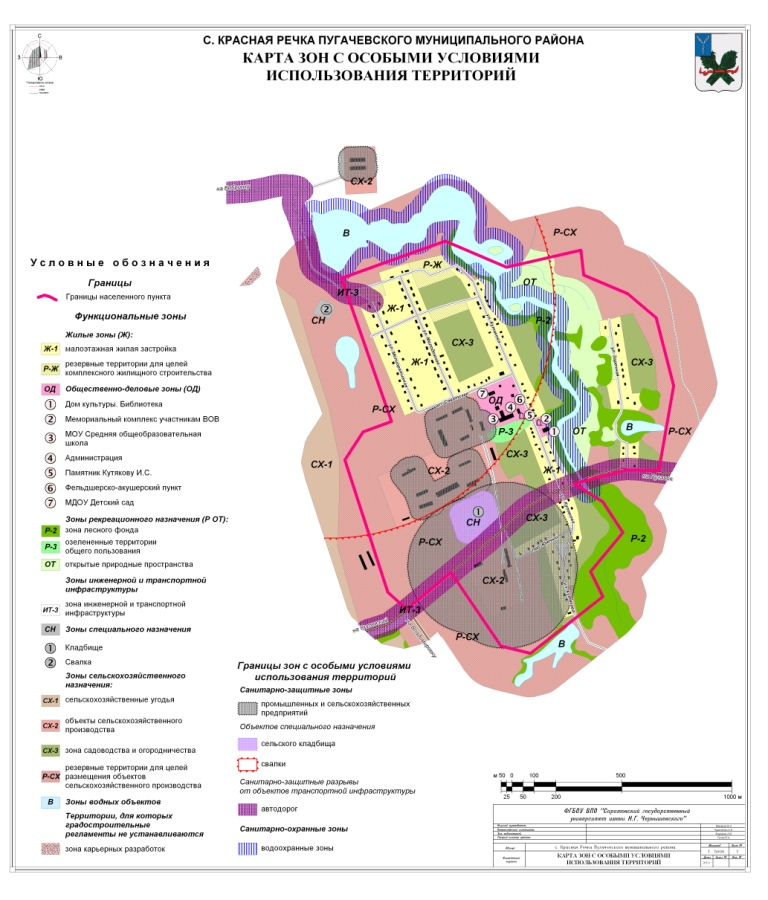 С. КРАСНАЯ РЕЧКА ПУГАЧЕВСКОГО МУНИЦИПАЛЬНОГО РАЙОНА
КАРТА ЗОН С ОСОБЫМИ УСЛОВИЯМИ
ИСПОЛЬЗОВАНИЯ ТЕРРИТОРИЙ
С
З
В
Ю
СХ-2
В
Р-СХ
Р-Ж
ОТ
ИТ-3
2
СН
Ж-1
Р-2
СХ-3
СХ-3
Ж-1
7
ОД
6
4
Р-СХ
3
5
2
1
Р-3
ОТ
В
Р-СХ
СХ-3
СХ-1
СХ-2
Ж-1
1
СН
СХ-3
Р-СХ
Р-2
СХ-2
ИТ-3
Р-СХ
В
Условные обозначения
Границы
Границы населенного пункта
Функциональные зоны
Жилые зоны (Ж):
Ж-1 малоэтажная жилая застройка
Р-Ж резервные территории для целей
комплексного жилищного строительства
ОД Общественно-деловые зоны (ОД)
1 Дом культуры. Библиотека
2 Мемориальный комплекс участникам ВОВ
3 МОУ Средняя общеобразовательная
школа
4 Администрация
5 Памятник Кутякову И.С.
6 Фельдшерско-акушерский пункт
7 МДОУ Детский сад
Зоны рекреационного назначения (Р ОТ):
Р-2 зона лесного фонда
Р-3 озелененные территории
общего пользования
ОТ открытые природные пространства
Зоны инженерной и транспортной
инфраструктуры
ИТ-3 зона инженерной и транспортной
инфраструктуры
СН Зоны специального назначения
1 Кладбище
2 Свалка
Зоны сельскохозяйственного
назначения:
СХ-1 сельскохозяйственные угодья
СХ-2 объекты сельскохозяйственного
производства
СХ-3 зона садоводства и огородничества
Р-СХ резервные территории для целей
размещения объектов
сельскохозяйственного производства
В Зоны водных объектов
Территории, для которых
градостроительные
регламенты не устанавливаются
зона карьерных разработок
Границы зон с особыми условиями
использования территорий
Санитарно-защитные зоны
промышленных и сельскохозяйственных
предприятий
Объектов специального назначения
сельского кладбища
свалки
Санитарно-защитные разрывы
от объектов транспортной инфраструктуры
автодорог
Санитарно-охранные зоны
водоохранные зоны
м 50 0 100 500
25 50 200 1000 м
ФГБОУ ВПО "Саратовский государственный
университет имени Н.Г. Чернышевского"
с. Красная Речка Пугачевского муниципального района
КАРТА ЗОН С ОСОБЫМИ УСЛОВИЯМИ
ИСПОЛЬЗОВАНИЯ ТЕРРИТОРИЙ